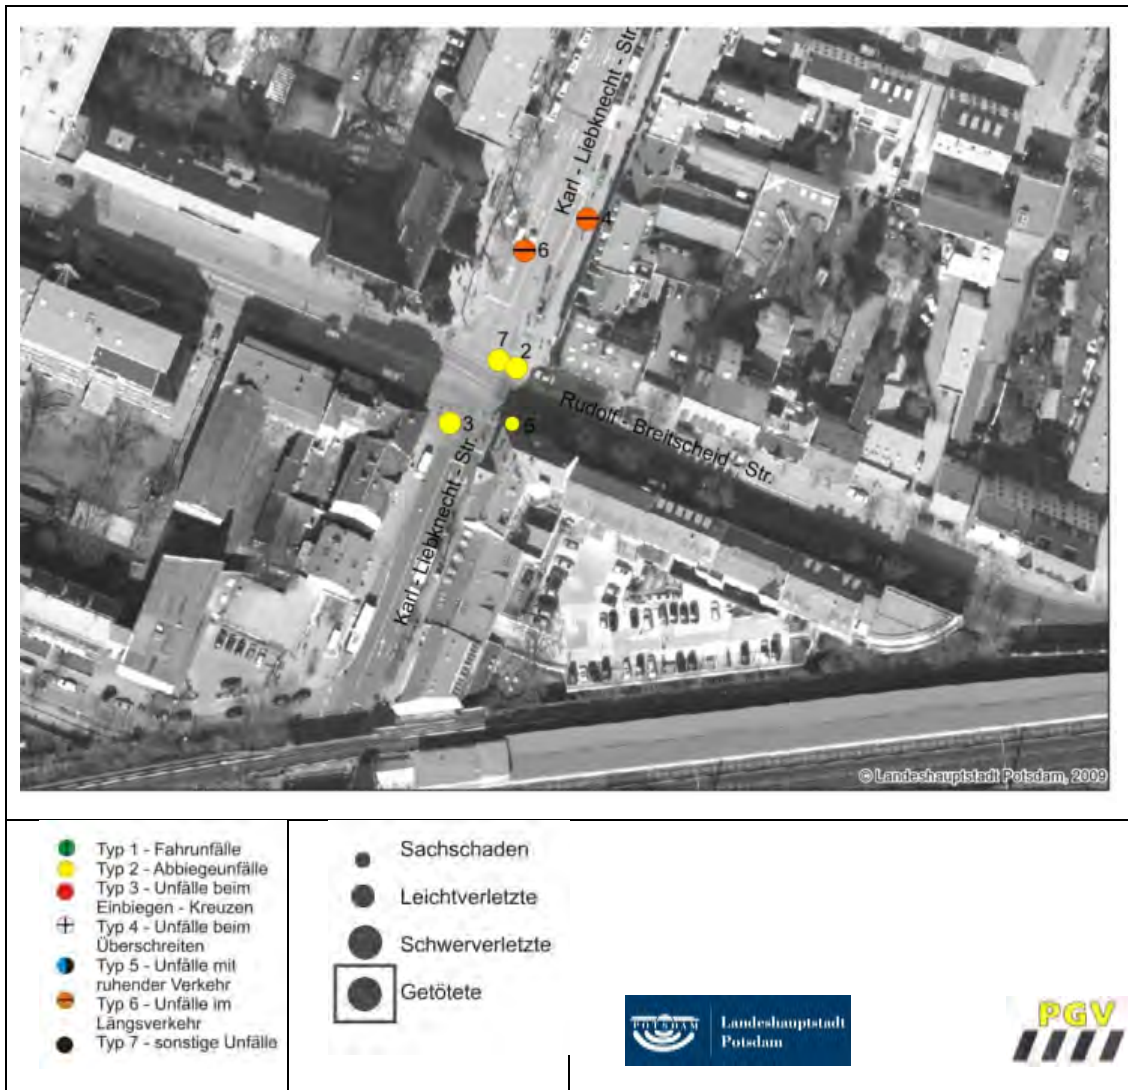 Karl - Liebknecht - Str.
4
6
7
2
3
5
Rudolf - Breitscheid - Str.
Karl - Liebknecht - Str.
© Landeshauptstadt Potsdam, 2009
Typ 1 - Fahrunfälle
Typ 2 - Abbiegeunfälle
Typ 3 - Unfälle beim
Einbiegen - Kreuzen
Typ 4 - Unfälle beim
Überschreiten
Typ 5 - Unfälle mit
ruhender Verkehr
Typ 6 - Unfälle im
Längsverkehr
Typ 7 - sonstige Unfälle
Sachschaden
Leichtverletzte
Schwerverletzte
Getötete
POTSDAM
Landeshauptstadt
Potsdam
PGV